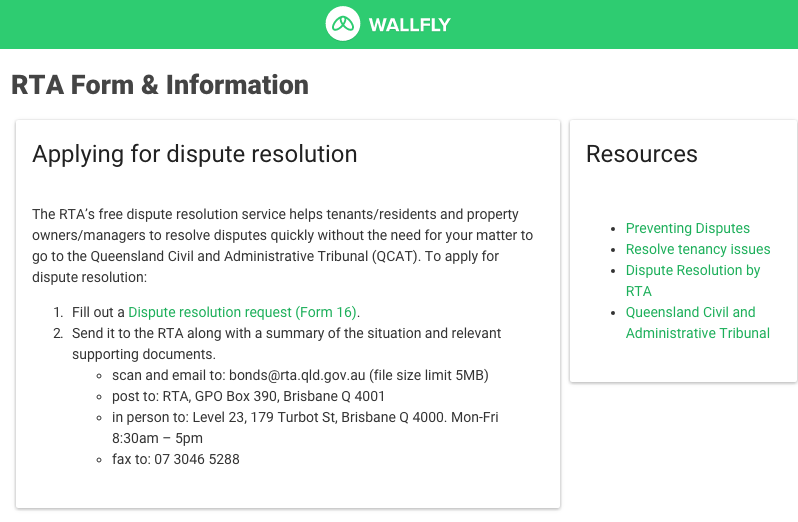 WALLFLY
RTA Form & Information
Applying for dispute resolution
The RTA's free dispute resolution service helps tenants/residents and property
owners/managers to resolve disputes quickly without the need for your matter to
go to the Queensland Civil and Administrative Tribunal (QCAT). To apply for
dispute resolution:
1. Fill out a Dispute resolution request (Form 16).
2. Send it to the RTA along with a summary of the situation and relevant
supporting documents.
scan and email to: bonds@rta.qld.gov.au (file size limit 5MB)
post to: RTA, GPO Box 390, Brisbane Q 4001
in person to: Level 23, 179 Turbot St, Brisbane Q 4000. Mon-Fri
8:30am – 5pm
fax to: 07 3046 5288
Resources
Preventing Disputes
Resolve tenancy issues
Dispute Resolution by
RTA
Queensland Civil and
Administrative Tribunal